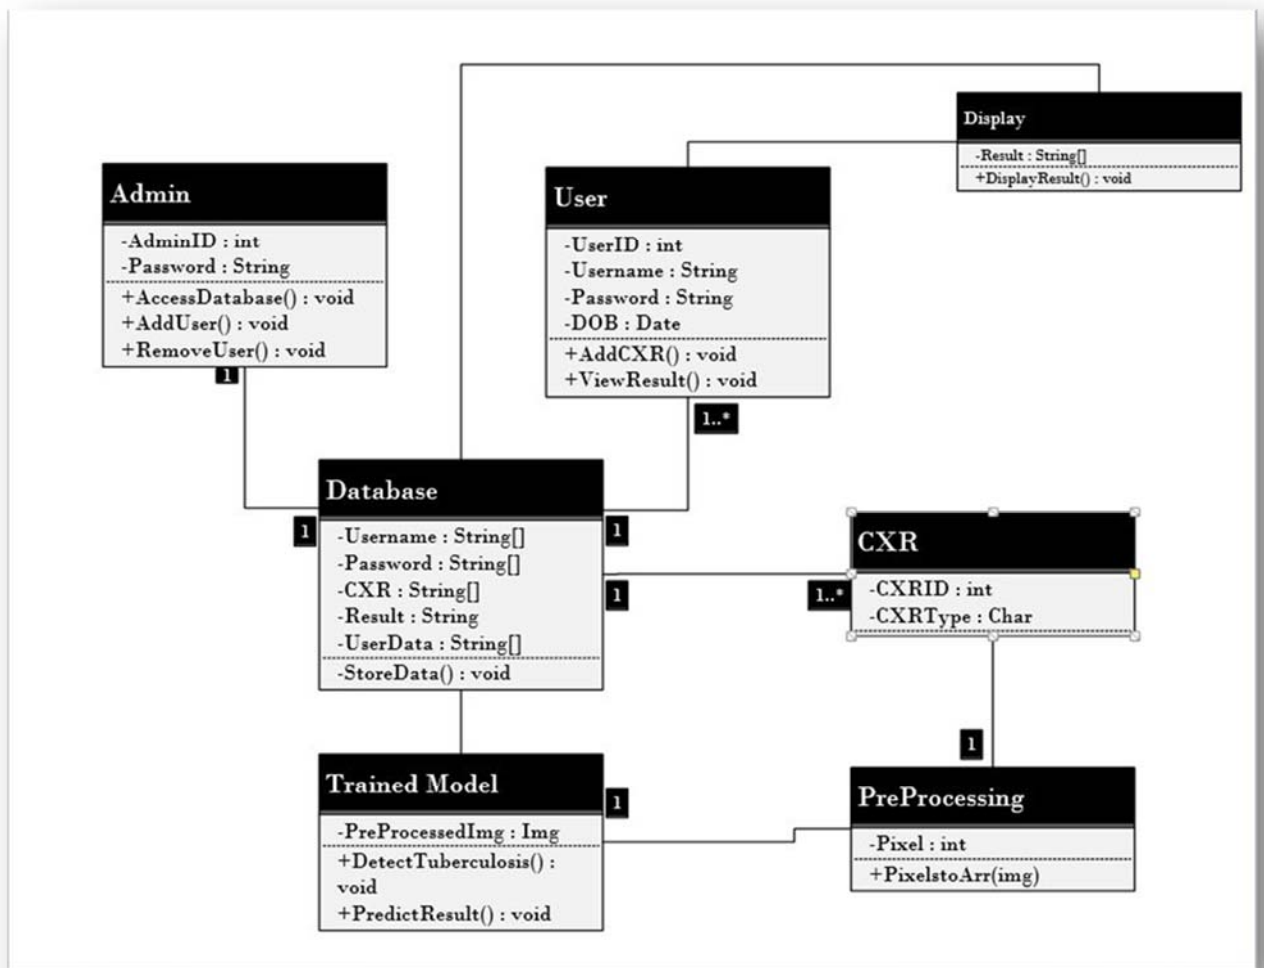 Display
-Result : String[]
+DisplayResult() : void
Admin
-AdminID : int
-Password : String
+AccessDatabase() : void
+AddUser() : void
+RemoveUser() : void
1
User
-UserID : int
-Username : String
-Password : String
-DOB : Date
+AddCXR() : void
+ViewResult() : void
1..*
Database
-Username : String[]
-Password : String[]
-CXR : String[]
-Result : String
-UserData : String[]
-StoreData() : void
1
1
1
1..*
CXR
-CXRID : int
-CXRType : Char
1
Trained Model
-PreProcessedImg : Img
+DetectTuberculosis() :
void
+PredictResult() : void
1
PreProcessing
-Pixel : int
+PixelstoArr(img)